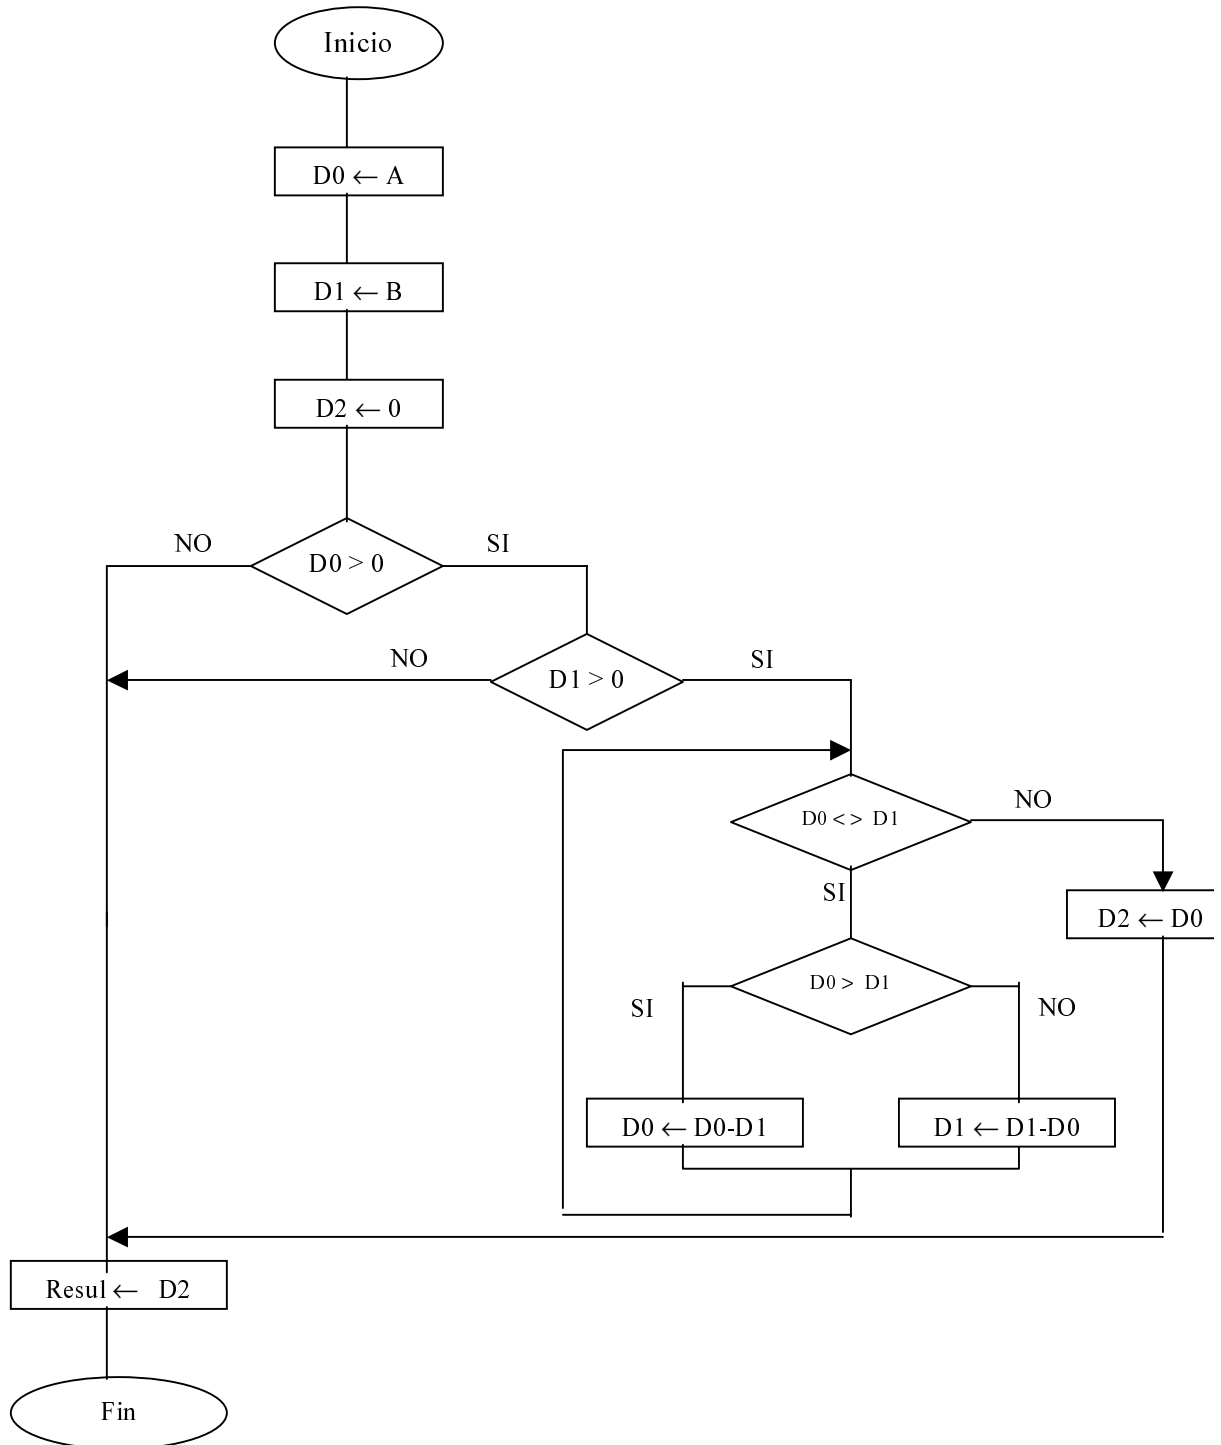 Inicio
D0 ← A
D1 ← B
D2 ← 0
NO
SI
D0 > 0
NO
SI
D1 > 0
NO
D0 < > D1
SI
D2 ← D0
D0 > D1
SI
NO
D0 ← D0-D1
D1 ← D1-D0
Resul ← D2
Fin